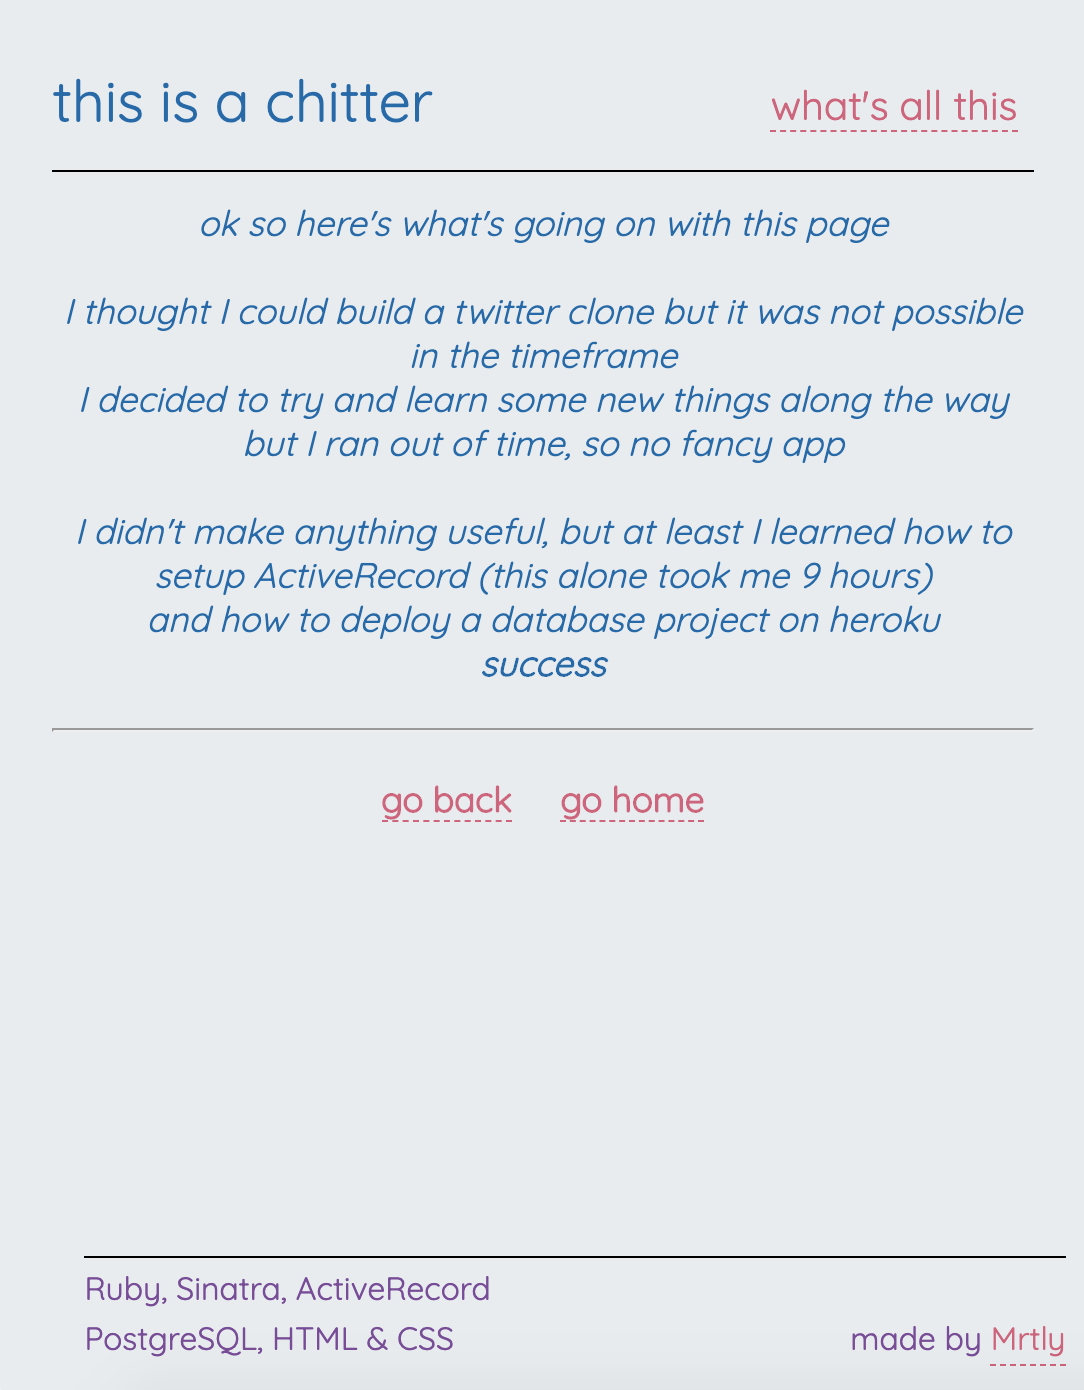 this is a chitter
what's all this
ok so here's what's going on with this page
I thought I could build a twitter clone but it was not possible
in the timeframe
I decided to try and learn some new things along the way
but I ran out of time, so no fancy app
I didn't make anything useful, but at least I learned how to
setup ActiveRecord (this alone took me 9 hours)
and how to deploy a database project on heroku
success
go back
go home
Ruby, Sinatra, ActiveRecord
PostgreSQL, HTML & CSS
made by Mrtly